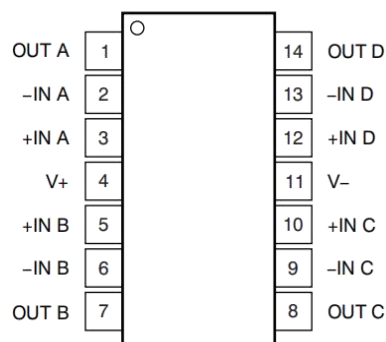 OUT A 1 14 OUT D
−IN A 2 13 −IN D
+IN A 3 12 +IN D
V+ 4 11 V−
+IN B 5 10 +IN C
−IN B 6 9 −IN C
OUT B 7 8 OUT C